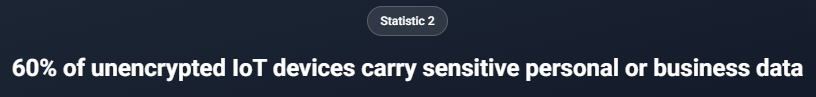 Statistic 2
60% of unencrypted IoT devices carry sensitive personal or business data